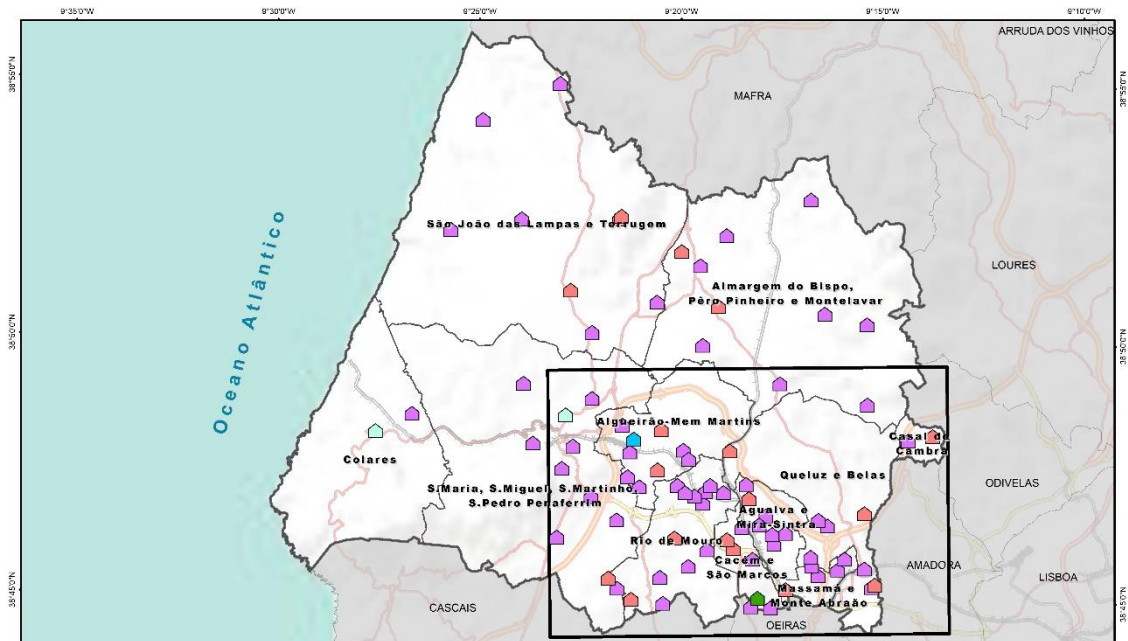 9°35'0"W
9°30'0"W
9°25'0"W
9°20'0"W
9°15'0"W
9°10'0"W
ARRUDA DOS VINHOS
38°55'0"N
38°55'0"N
MAFRA
São João das Lampas e Terrugem
LOURES
Almargem do Bispo,
Pêro Pinheiro e Montelavar
Oceano Atlântico
38°50'0"N
38°50'0"N
Algueirão-Mem Martins
Casal de
Cambra
Colares
Queluz e Belas
ODIVELAS
S.Maria, S.Miguel, S.Martinho,
S.Pedro Penaferrim
Agualva e
Mira-Sintra
Rio de Mouro
Cacém e
São Marcos
AMADORA
LISBOA
Massamá e
Monte Abraão
38°45'0"N
38°45'0"N
CASCAIS
OEIRAS